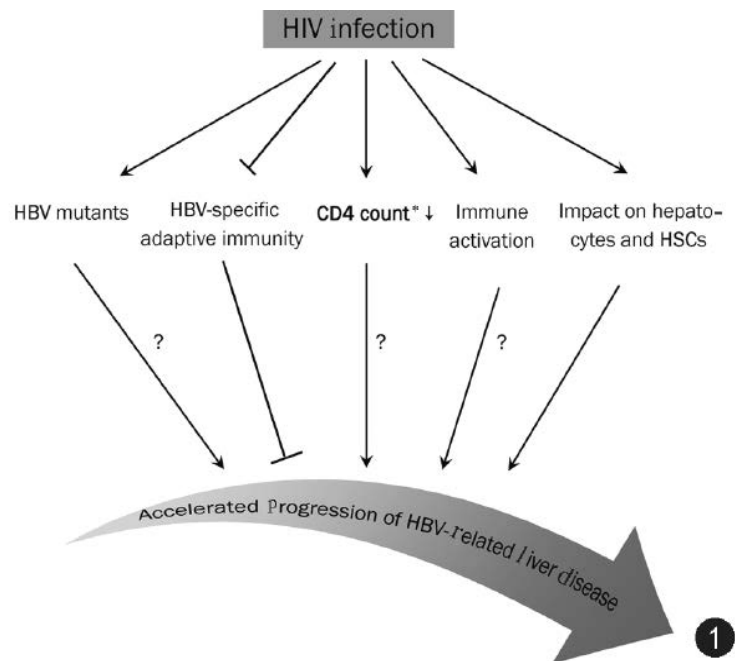 HIV infection
HBV mutants
HBV-specific
adaptive immunity
CD4 count* ↓
Immune
activation
Impact on hepato-
cytes and HSCs
?
?
?
Accelerated Progression of HBV-related liver disease
1